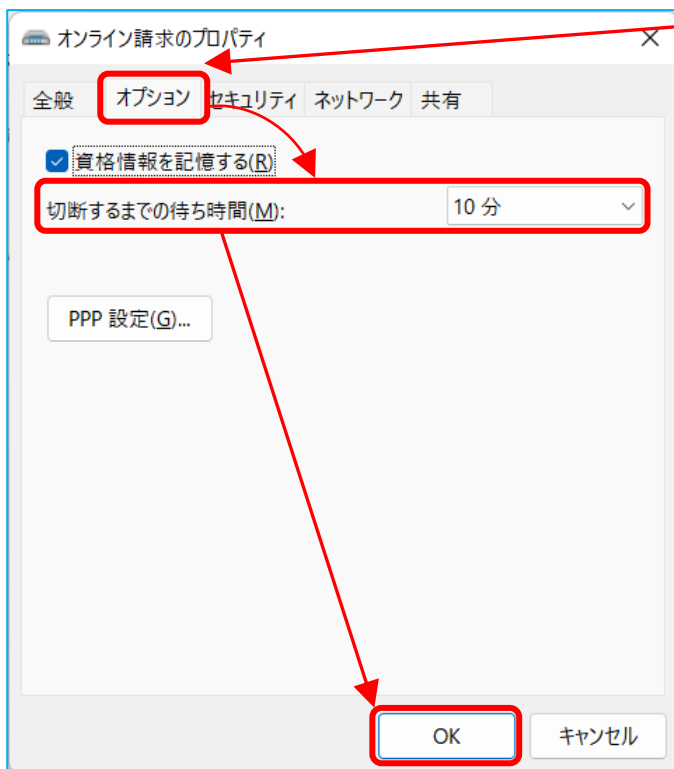 オンライン請求のプロパティ
全般 オプション セキュリティ ネットワーク 共有
資格情報を記憶する(R)
切断するまでの待ち時間(M): 10 分
PPP 設定(G)...
OK キャンセル